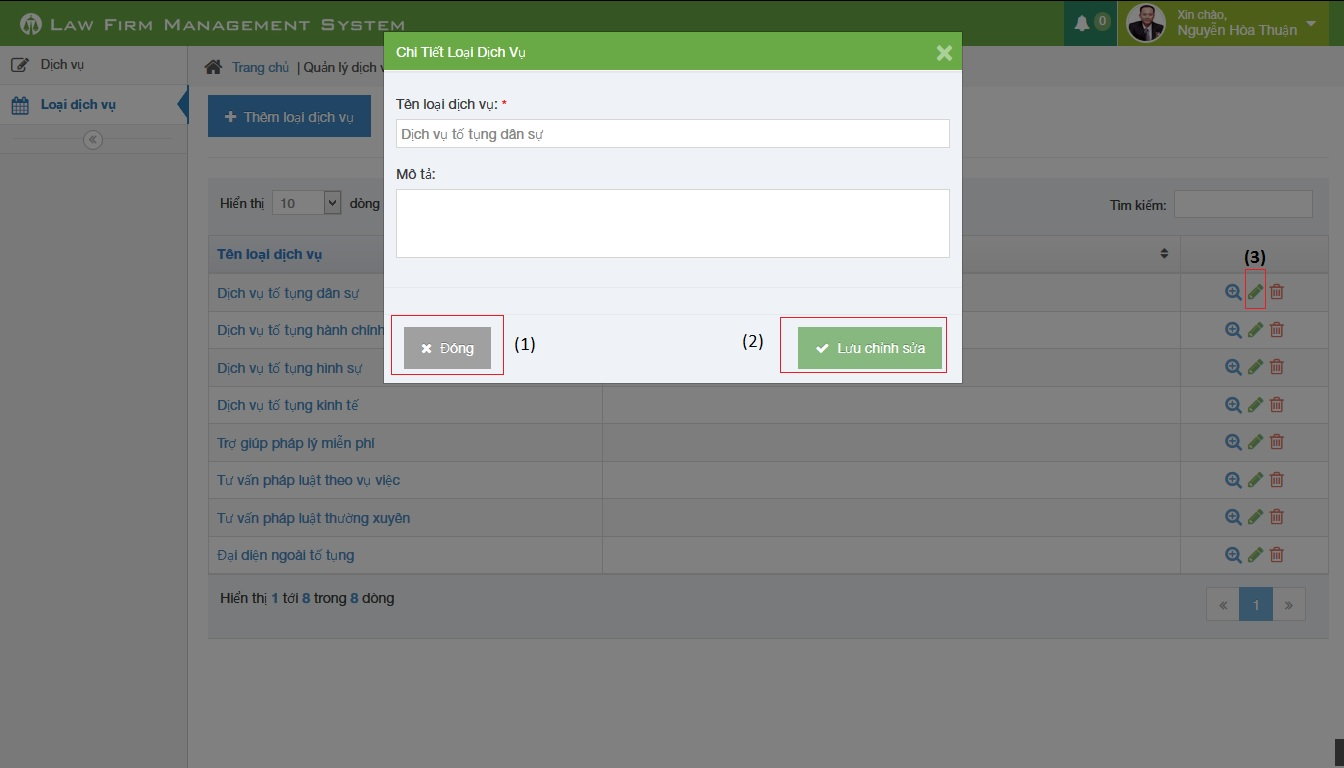 LAW FIRM MANAGEMENT SYSTEM
0
Xin chào,
Nguyễn Hòa Thuận
Dịch vụ
Loại dịch vụ
Trang chủ | Quản lý dịch v
+ Thêm loại dịch vụ
Chi Tiết Loại Dịch Vụ
Tên loại dịch vụ: *
Dịch vụ tố tụng dân sự
Mô tả:
Đóng
(1)
(2)
Lưu chỉnh sửa
Hiển thị 10 dòng
Tìm kiếm:
Tên loại dịch vụ
(3)
Dịch vụ tố tụng dân sự
Dịch vụ tố tụng hành chính
Dịch vụ tố tụng hình sự
Dịch vụ tố tụng kinh tế
Trợ giúp pháp lý miễn phí
Tư vấn pháp luật theo vụ việc
Tư vấn pháp luật thường xuyên
Đại diện ngoài tố tụng
Hiển thị 1 tới 8 trong 8 dòng
« 1 »